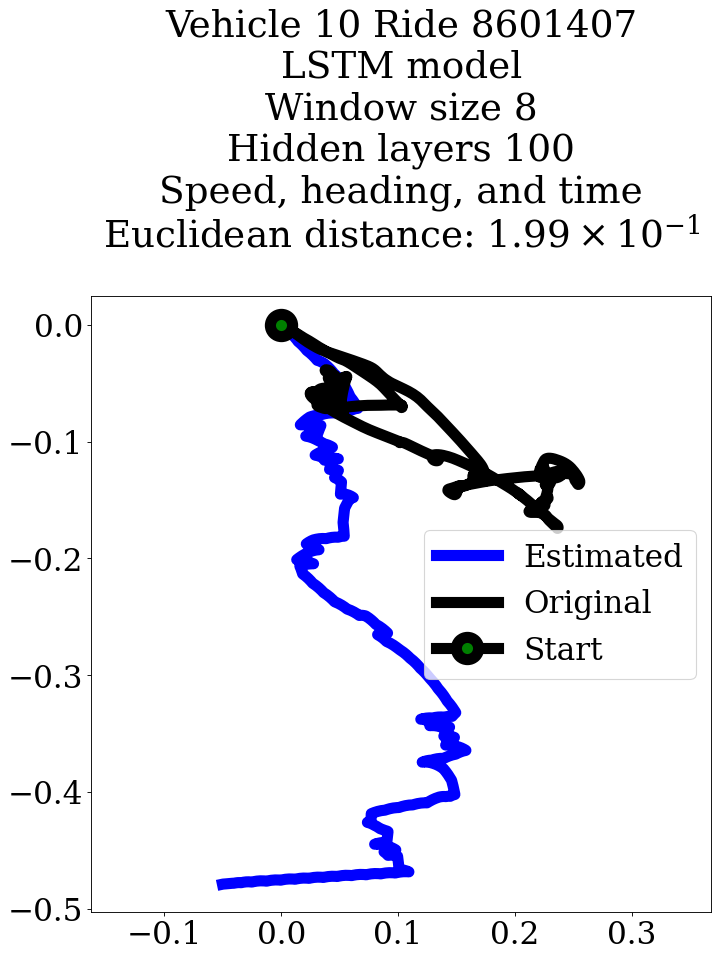 Vehicle 10 Ride 8601407
LSTM model
Window size 8
Hidden layers 100
Speed, heading, and time
Euclidean distance: 1.99 × 10⁻¹
0.0
−0.1
−0.2
−0.3
−0.4
−0.5
Estimated
Original
Start
−0.1 0.0 0.1 0.2 0.3